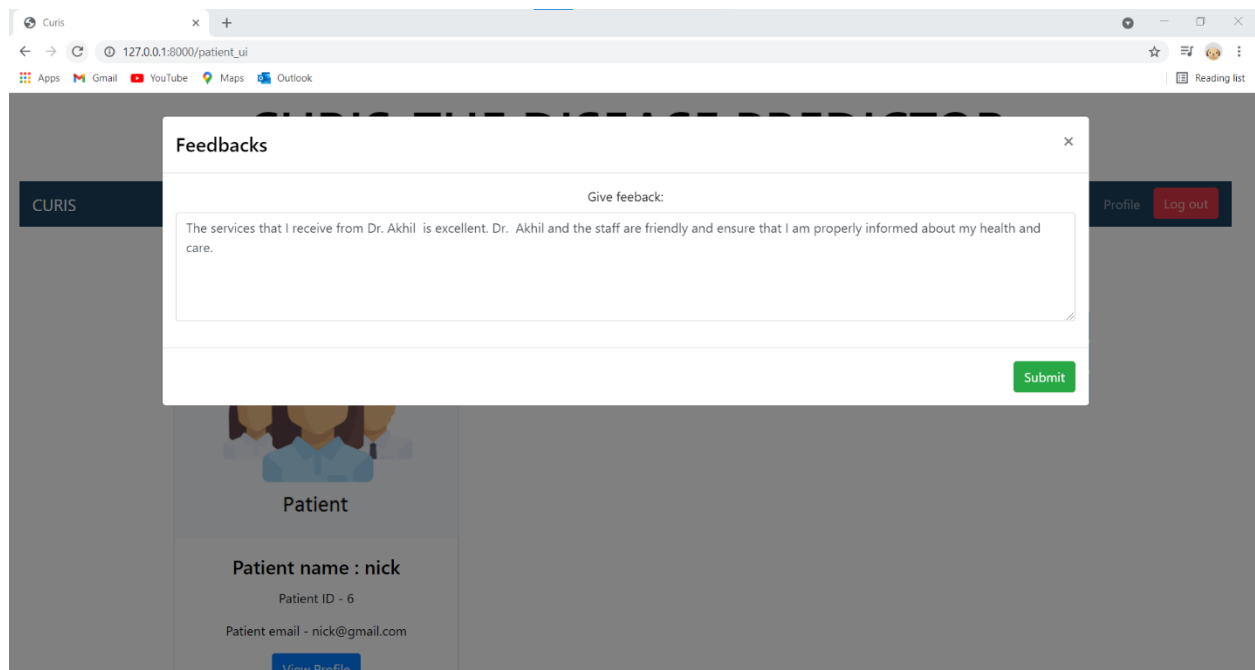 Curis
127.0.0.1:8000/patient_ui
Apps Gmail YouTube Maps Outlook Reading list
Feedbacks
Give feeback:
CURIS Profile Log out
The services that I receive from Dr. Akhil  is excellent. Dr.  Akhil and the staff are friendly and ensure that I am properly informed about my health and
care.
Submit
Patient
Patient name : nick
Patient ID - 6
Patient email - nick@gmail.com
View Profile